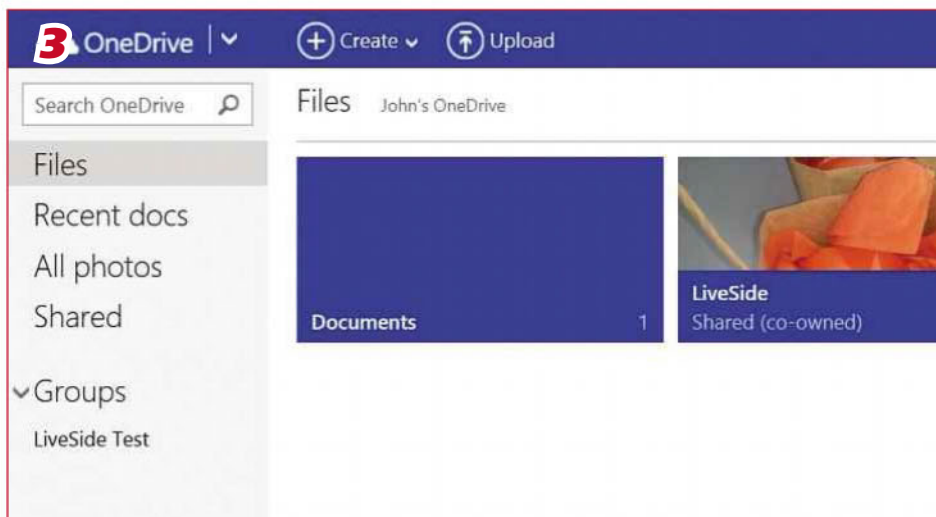 3 OneDrive Create Upload
Search OneDrive
Files John's OneDrive
Files
Recent docs
All photos
Shared
Groups
LiveSide Test
Documents 1
LiveSide
Shared (co-owned)